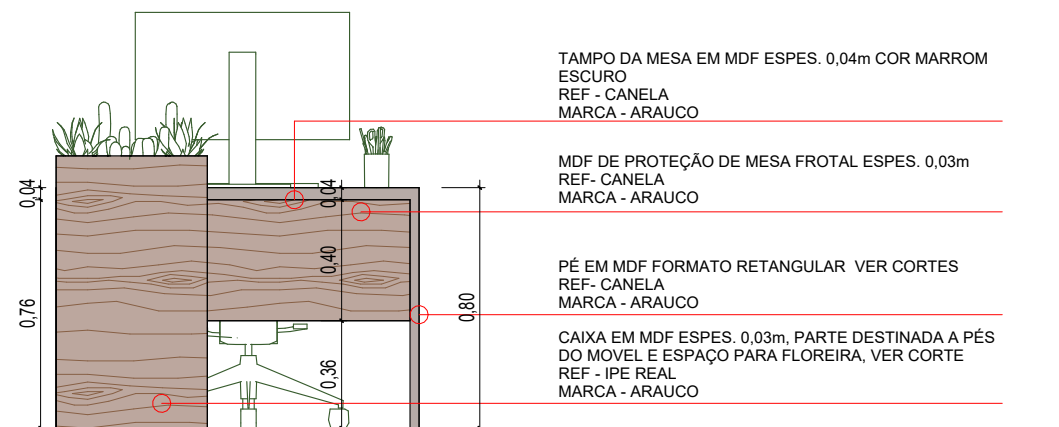 TAMPO DA MESA EM MDF ESPES. 0,04m COR MARROM
ESCURO
REF - CANELA
MARCA - ARAUCO
MDF DE PROTEÇÃO DE MESA FROTAL ESPES. 0,03m
REF- CANELA
MARCA - ARAUCO
PÉ EM MDF FORMATO RETANGULAR  VER CORTES
REF- CANELA
MARCA - ARAUCO
CAIXA EM MDF ESPES. 0,03m, PARTE DESTINADA A PÉS
DO MOVEL E ESPAÇO PARA FLOREIRA, VER CORTE
REF - IPE REAL
MARCA - ARAUCO
0,04
0,76
0,04
0,40
0,36
0,80